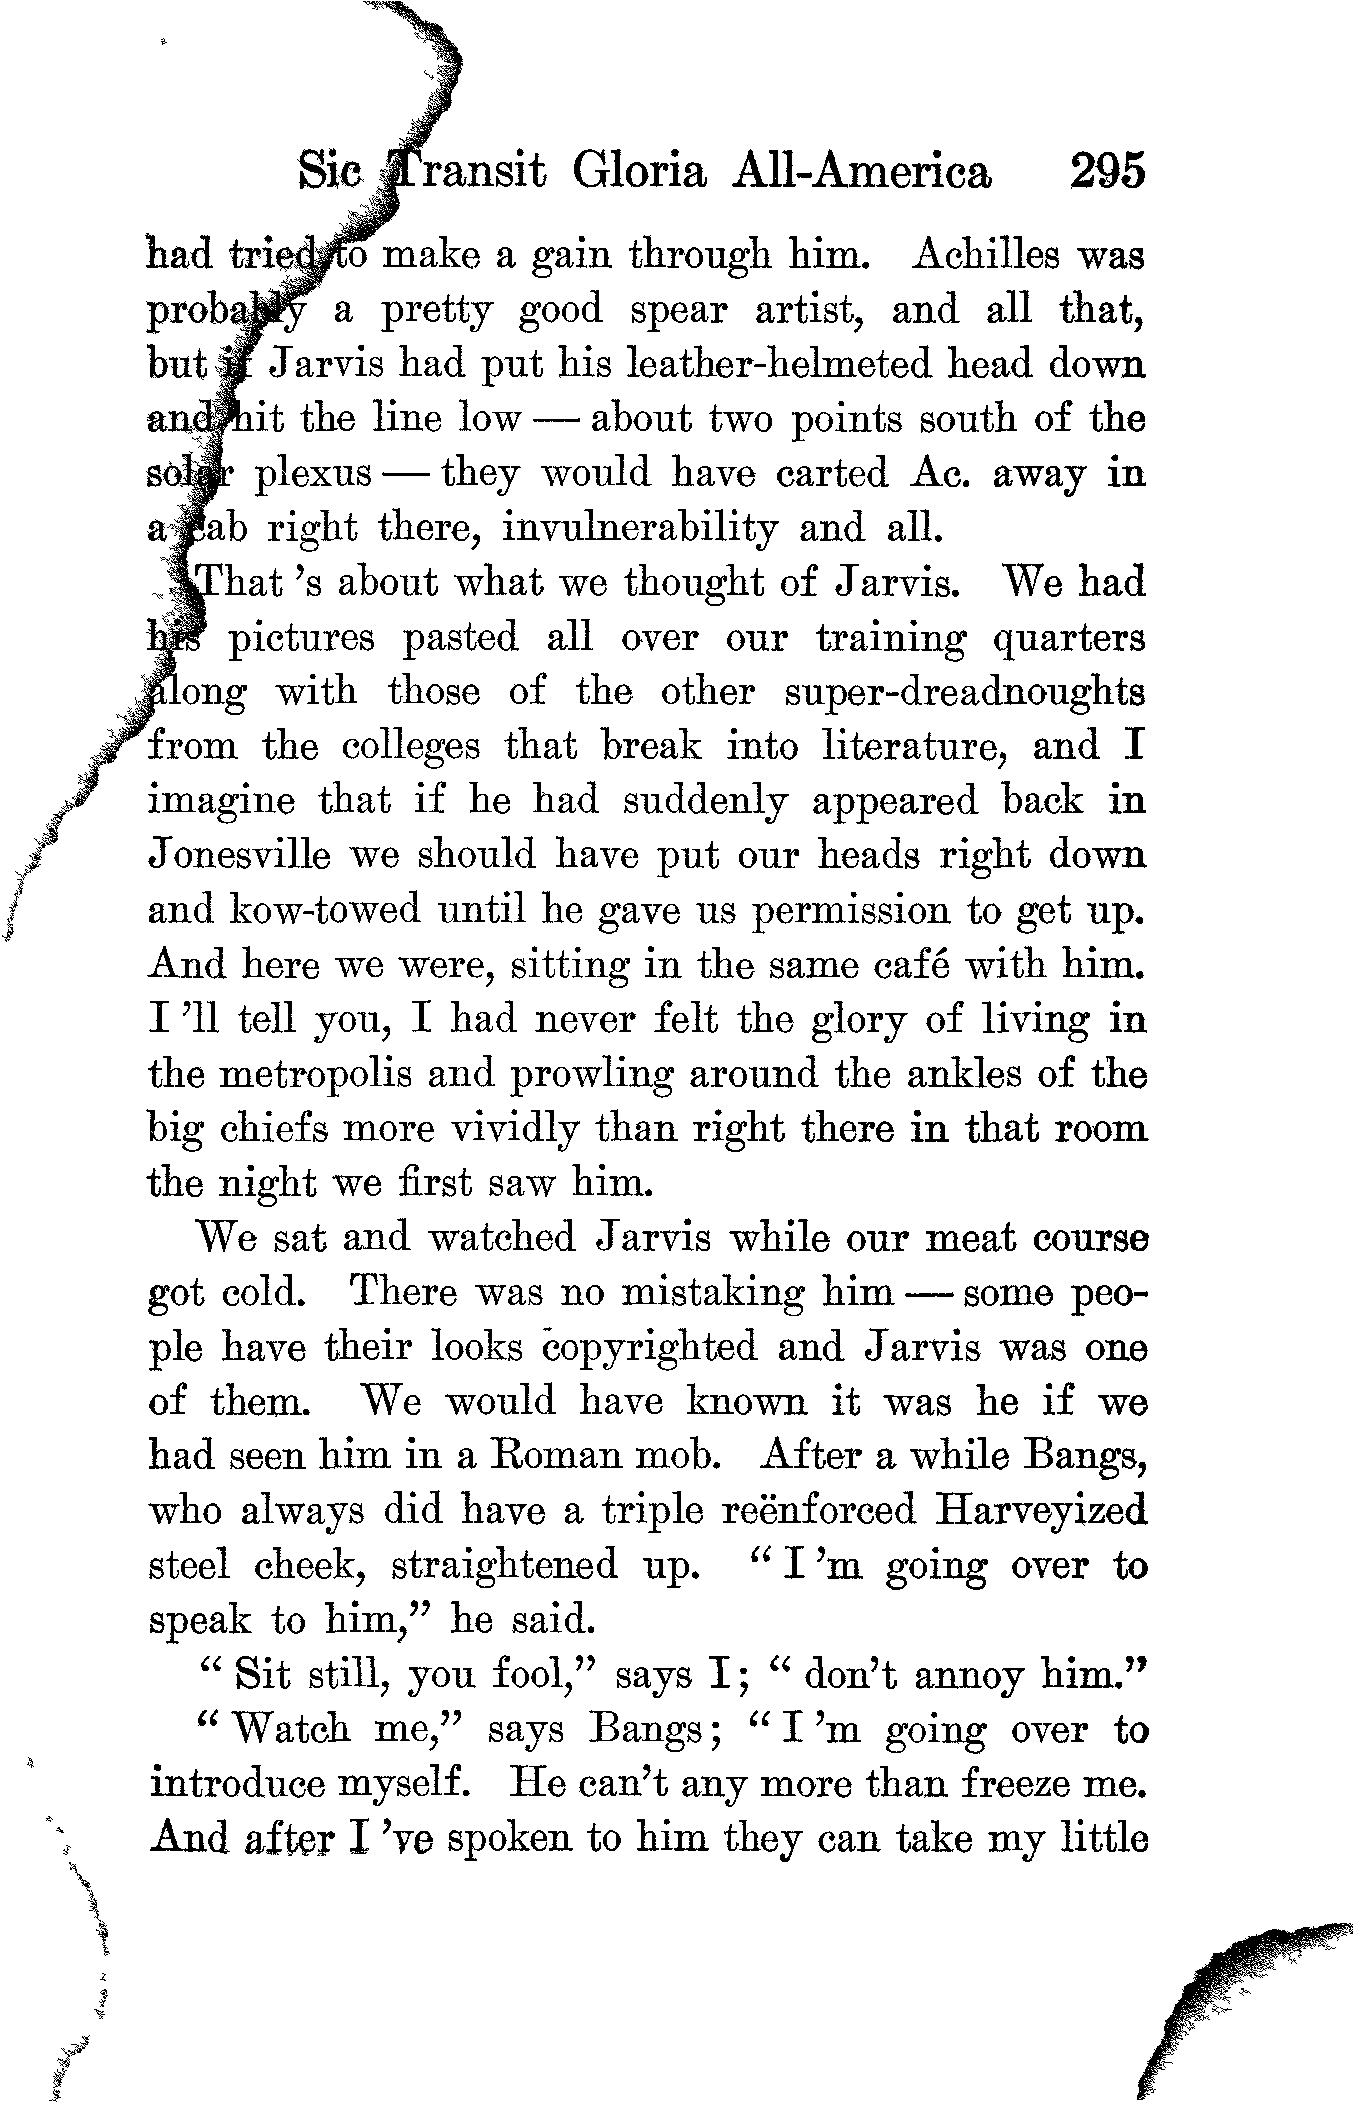 Sic Transit Gloria All-America 295
had tried to make a gain through him. Achilles was
probably a pretty good spear artist, and all that,
but if Jarvis had put his leather-helmeted head down
and hit the line low — about two points south of the
solar plexus — they would have carted Ac. away in
a cab right there, invulnerability and all.
That 's about what we thought of Jarvis. We had
his pictures pasted all over our training quarters
along with those of the other super-dreadnoughts
from the colleges that break into literature, and I
imagine that if he had suddenly appeared back in
Jonesville we should have put our heads right down
and kow-towed until he gave us permission to get up.
And here we were, sitting in the same café with him.
I 'll tell you, I had never felt the glory of living in
the metropolis and prowling around the ankles of the
big chiefs more vividly than right there in that room
the night we first saw him.
We sat and watched Jarvis while our meat course
got cold. There was no mistaking him — some peo-
ple have their looks copyrighted and Jarvis was one
of them. We would have known it was he if we
had seen him in a Roman mob. After a while Bangs,
who always did have a triple reënforced Harveyized
steel cheek, straightened up. " I 'm going over to
speak to him," he said.
" Sit still, you fool," says I; " don't annoy him."
" Watch me," says Bangs; " I 'm going over to
introduce myself. He can't any more than freeze me.
And after I 've spoken to him they can take my little